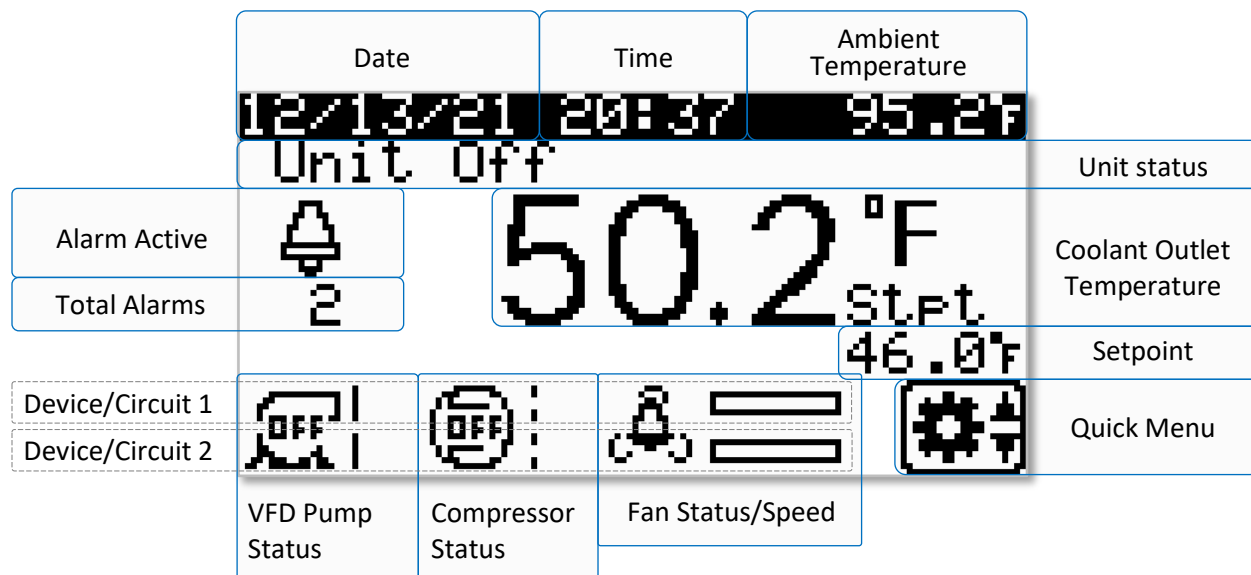 Date
Time
Ambient
Temperature
12/13/21 20:37 95.2°F
Unit Off
Unit status
Alarm Active
50.2°F
Coolant Outlet
Temperature
Total Alarms
2
Stpt
46.0°F
Setpoint
Device/Circuit 1
OFF
OFF
Quick Menu
Device/Circuit 2
VFD Pump
Status
Compressor
Status
Fan Status/Speed